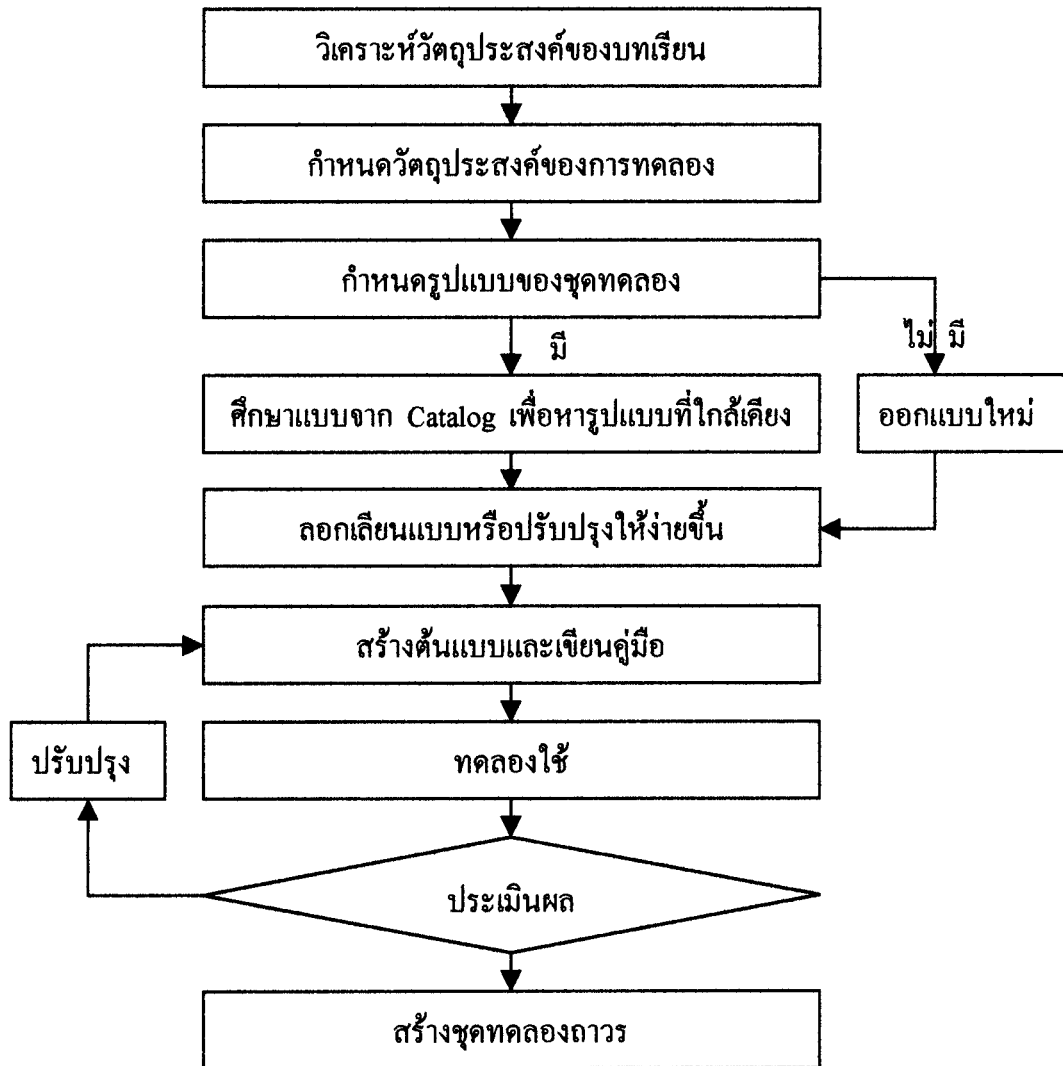 วิเคราะห์วัตถุประสงค์ของบทเรียน
กำหนดวัตถุประสงค์ของการทดลอง
กำหนดรูปแบบของชุดทดลอง
มี
ไม่ มี
ศึกษาแบบจาก Catalog เพื่อหารูปแบบที่ใกล้เคียง
ออกแบบใหม่
ลอกเลียนแบบหรือปรับปรุงให้ง่ายขึ้น
สร้างต้นแบบและเขียนคู่มือ
ปรับปรุง
ทดลองใช้
ประเมินผล
สร้างชุดทดลองถาวร